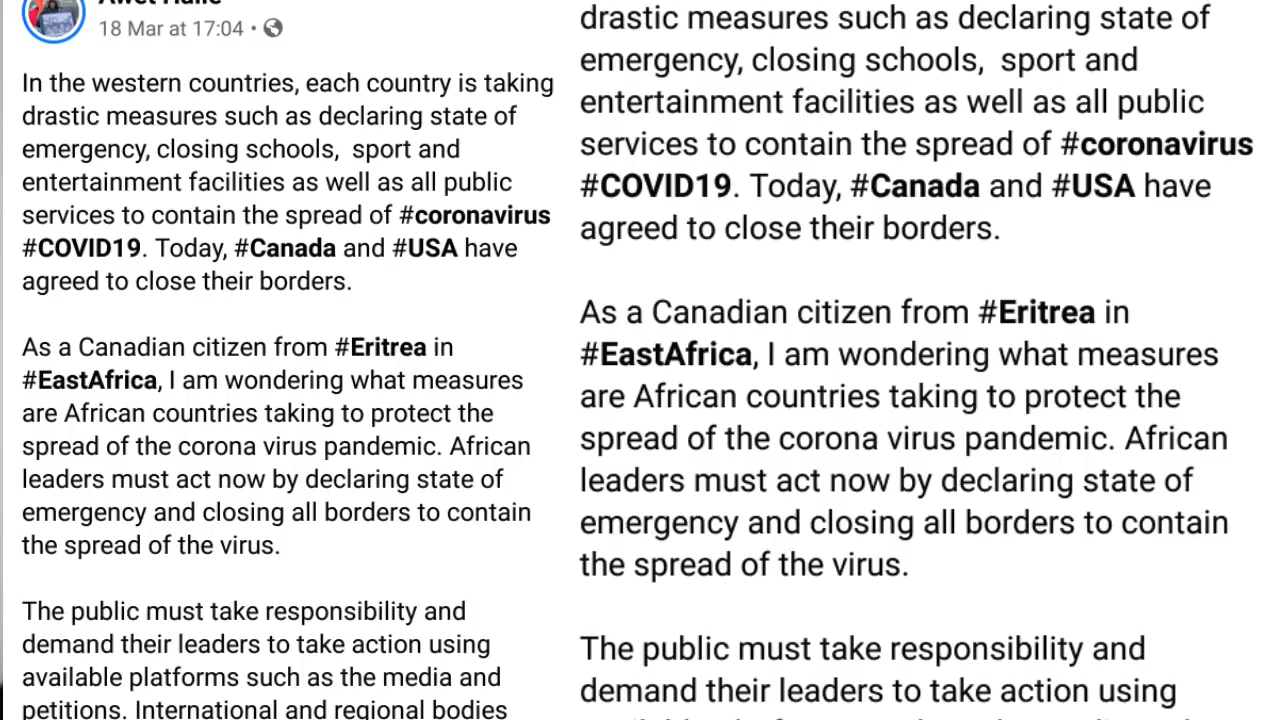 18 Mar at 17:04 •
In the western countries, each country is taking
drastic measures such as declaring state of
emergency, closing schools,  sport and
entertainment facilities as well as all public
services to contain the spread of #coronavirus
#COVID19. Today, #Canada and #USA have
agreed to close their borders.
As a Canadian citizen from #Eritrea in
#EastAfrica, I am wondering what measures
are African countries taking to protect the
spread of the corona virus pandemic. African
leaders must act now by declaring state of
emergency and closing all borders to contain
the spread of the virus.
The public must take responsibility and
demand their leaders to take action using
available platforms such as the media and
petitions. International and regional bodies
drastic measures such as declaring state of
emergency, closing schools,  sport and
entertainment facilities as well as all public
services to contain the spread of #coronavirus
#COVID19. Today, #Canada and #USA have
agreed to close their borders.
As a Canadian citizen from #Eritrea in
#EastAfrica, I am wondering what measures
are African countries taking to protect the
spread of the corona virus pandemic. African
leaders must act now by declaring state of
emergency and closing all borders to contain
the spread of the virus.
The public must take responsibility and
demand their leaders to take action using